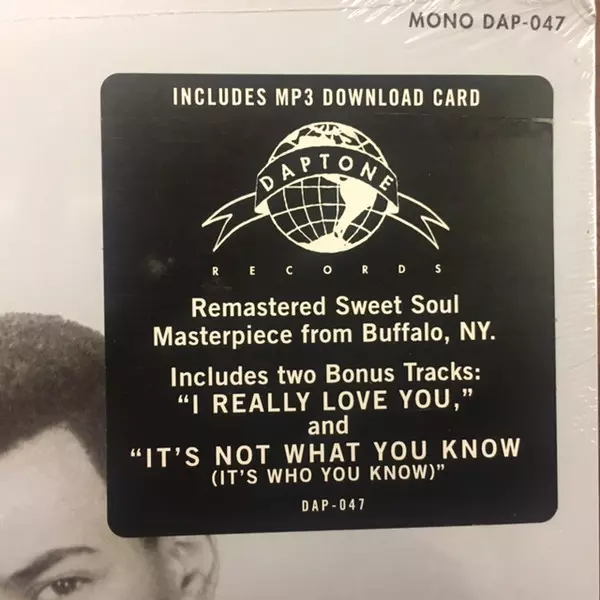 MONO DAP-047
INCLUDES MP3 DOWNLOAD CARD
DAPTONE
RECORDS
Remastered Sweet Soul
Masterpiece from Buffalo, NY.
Includes two Bonus Tracks:
“I REALLY LOVE YOU,”
and
“IT’S NOT WHAT YOU KNOW
(IT’S WHO YOU KNOW)”
DAP-047